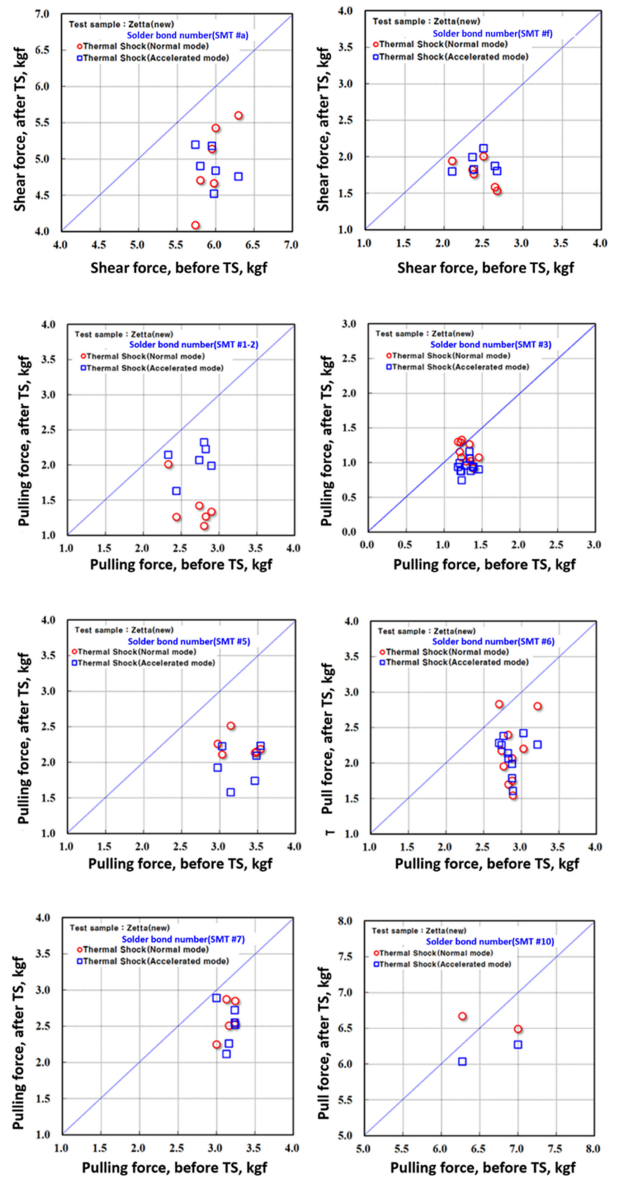 7.0
Test sample : Zetta(new)
Solder bond number(SMT #a)
Thermal Shock(Normal mode)
Thermal Shock(Accelerated mode)
6.5
6.0
5.5
5.0
4.5
4.0
4.0 4.5 5.0 5.5 6.0 6.5 7.0
Shear force, after TS, kgf
Shear force, before TS, kgf
4.0
Test sample : Zetta(new)
Solder bond number(SMT #f)
Thermal Shock(Normal mode)
Thermal Shock(Accelerated mode)
3.5
3.0
2.5
2.0
1.5
1.0
1.0 1.5 2.0 2.5 3.0 3.5 4.0
Shear force, after TS, kgf
Shear force, before TS, kgf
4.0
Test sample : Zetta(new)
Solder bond number(SMT #1-2)
Thermal Shock(Normal mode)
Thermal Shock(Accelerated mode)
3.5
3.0
2.5
2.0
1.5
1.0
1.0 1.5 2.0 2.5 3.0 3.5 4.0
Pulling force, after TS, kgf
Pulling force, before TS, kgf
3.0
Test sample : Zetta(new)
Solder bond number(SMT #3)
Thermal Shock(Normal mode)
Thermal Shock(Accelerated mode)
2.5
2.0
1.5
1.0
0.5
0.0
0.0 0.5 1.0 1.5 2.0 2.5 3.0
Pulling force, after TS, kgf
Pulling force, before TS, kgf
4.0
Test sample : Zetta(new)
Solder bond number(SMT #5)
Thermal Shock(Normal mode)
Thermal Shock(Accelerated mode)
3.5
3.0
2.5
2.0
1.5
1.0
1.0 1.5 2.0 2.5 3.0 3.5 4.0
Pulling force, after TS, kgf
Pulling force, before TS, kgf
4.0
Test sample : Zetta(new)
Solder bond number(SMT #6)
Thermal Shock(Normal mode)
Thermal Shock(Accelerated mode)
3.5
3.0
2.5
2.0
1.5
1.0
1.0 1.5 2.0 2.5 3.0 3.5 4.0
T Pull force, after TS, kgf
Pulling force, before TS, kgf
4.0
Test sample : Zetta(new)
Solder bond number(SMT #7)
Thermal Shock(Normal mode)
Thermal Shock(Accelerated mode)
3.5
3.0
2.5
2.0
1.5
1.0
1.0 1.5 2.0 2.5 3.0 3.5 4.0
Pulling force, after TS, kgf
Pulling force, before TS, kgf
8.0
Test sample : Zetta(new)
Solder bond number(SMT #10)
Thermal Shock(Normal mode)
Thermal Shock(Accelerated mode)
7.5
7.0
6.5
6.0
5.5
5.0
5.0 5.5 6.0 6.5 7.0 7.5 8.0
Pull force, after TS, kgf
Pulling force, before TS, kgf